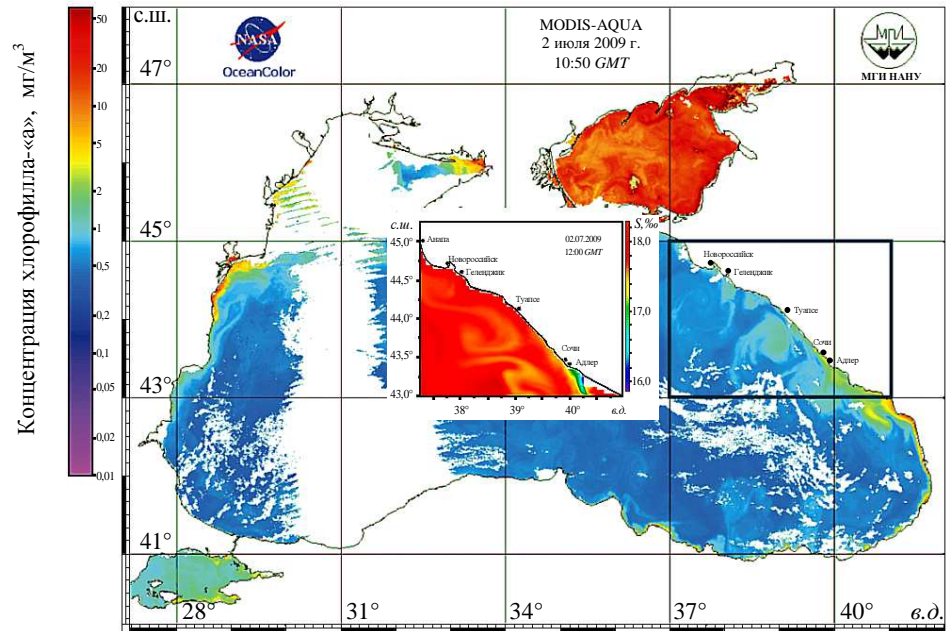 Концентрация хлорофилла-«а», мг/м³
50
20
10
5
2
1
0,5
0,2
0,1
0,05
0,02
0,01
с.ш.
47°
45°
43°
41°
28°
31°
34°
37°
40°
в.д.
NASA
OceanColor
MODIS-AQUA
2 июля 2009 г.
10:50 GMT
МГИ
МГИ НАНУ
с.ш.
45,0°
44,5°
44,0°
43,5°
43,0°
38°
39°
40°
в.д.
Анапа
Новороссийск
Геленджик
Туапсе
Сочи
Адлер
02.07.2009
12:00 GMT
S,‰
18,0
17,0
16,0
Новороссийск
Геленджик
Туапсе
Сочи
Адлер